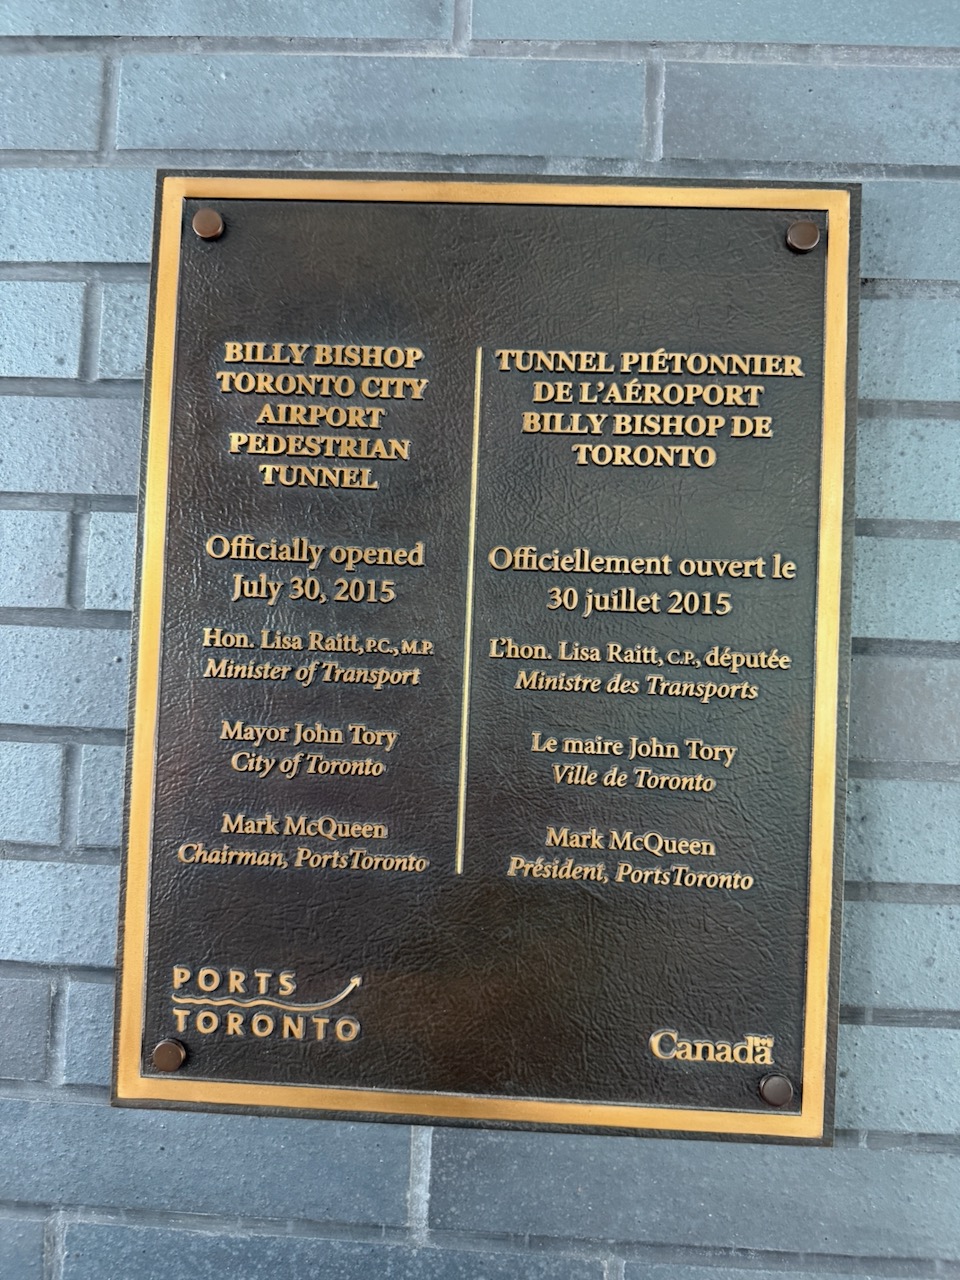 BILLY BISHOP
TORONTO CITY
AIRPORT
PEDESTRIAN
TUNNEL
Officially opened
July 30, 2015
Hon. Lisa Raitt, P.C., M.P.
Minister of Transport
Mayor John Tory
City of Toronto
Mark McQueen
Chairman, PortsToronto
TUNNEL PIÉTONNIER
DE L'AÉROPORT
BILLY BISHOP DE
TORONTO
Officiellement ouvert le
30 juillet 2015
L'hon. Lisa Raitt, C.P., députée
Ministre des Transports
Le maire John Tory
Ville de Toronto
Mark McQueen
Président, PortsToronto
PORTS
TORONTO
Canada